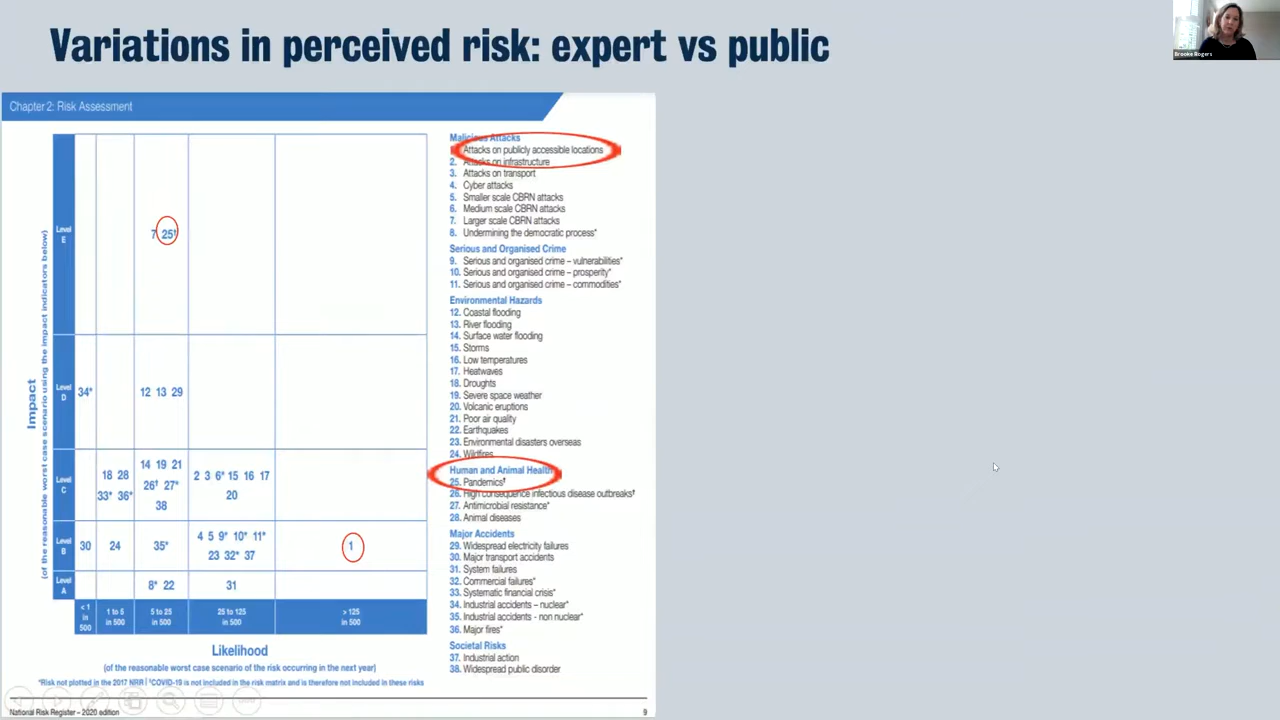 Variations in perceived risk: expert vs public
Brooke Rogers
Chapter 2: Risk Assessment
Impact
(of the reasonable worst case scenario using the impact indicators below)
Level E
7 25†
Level D
34*
12 13 29
Level C
18 28
33* 36*
14 19 21
26† 27*
38
2 3 6* 15 16 17
20
Level B
30
24
35*
4 5 9* 10* 11*
23 32* 37
1
Level A
8* 22
31
< 1 in 500
1 to 5 in 500
5 to 25 in 500
25 to 125 in 500
> 125 in 500
Likelihood
(of the reasonable worst case scenario of the risk occurring in the next year)
*Risk not plotted in the 2017 NRR | †COVID-19 is not included in the risk matrix and is therefore not included in these risks
Malicious Attacks
Attacks on publicly accessible locations
2. Attacks on infrastructure
3. Attacks on transport
4. Cyber attacks
5. Smaller scale CBRN attacks
6. Medium scale CBRN attacks
7. Larger scale CBRN attacks
8. Undermining the democratic process*
Serious and Organised Crime
9. Serious and organised crime – vulnerabilities*
10. Serious and organised crime – prosperity*
11. Serious and organised crime – commodities*
Environmental Hazards
12. Coastal flooding
13. River flooding
14. Surface water flooding
15. Storms
16. Low temperatures
17. Heatwaves
18. Droughts
19. Severe space weather
20. Volcanic eruptions
21. Poor air quality
22. Earthquakes
23. Environmental disasters overseas
24. Wildfires
Human and Animal Health
25. Pandemics†
26. High consequence infectious disease outbreaks†
27. Antimicrobial resistance*
28. Animal diseases
Major Accidents
29. Widespread electricity failures
30. Major transport accidents
31. System failures
32. Commercial failures*
33. Systematic financial crisis*
34. Industrial accidents – nuclear*
35. Industrial accidents - non nuclear*
36. Major fires*
Societal Risks
37. Industrial action
38. Widespread public disorder
National Risk Register – 2020 edition
9